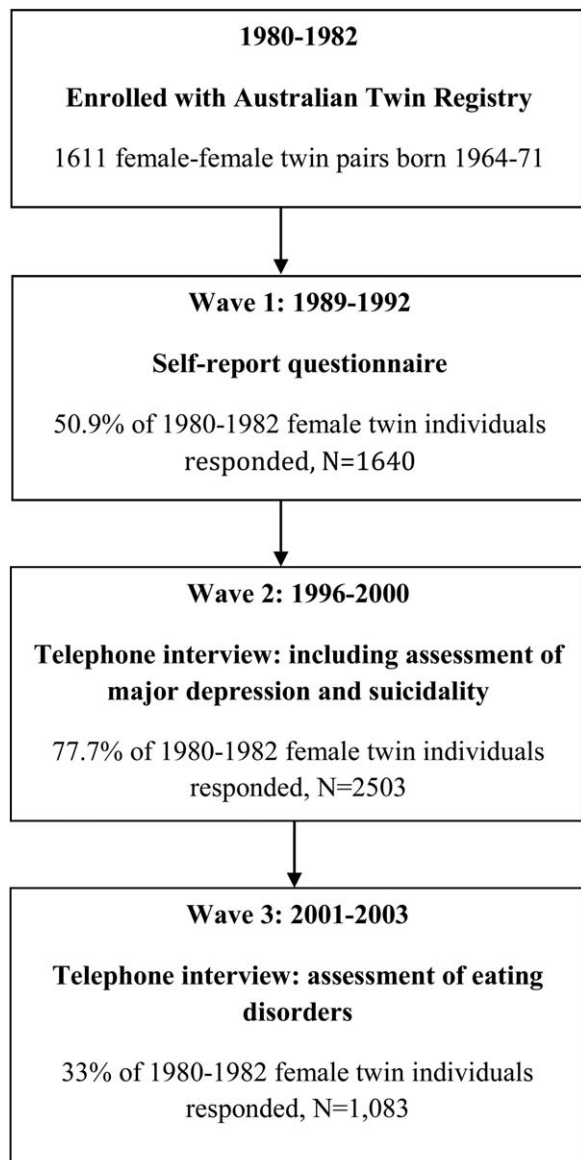 1980-1982
Enrolled with Australian Twin Registry
1611 female-female twin pairs born 1964-71
Wave 1: 1989-1992
Self-report questionnaire
50.9% of 1980-1982 female twin individuals
responded, N=1640
Wave 2: 1996-2000
Telephone interview: including assessment of
major depression and suicidality
77.7% of 1980-1982 female twin individuals
responded, N=2503
Wave 3: 2001-2003
Telephone interview: assessment of eating
disorders
33% of 1980-1982 female twin individuals
responded, N=1,083